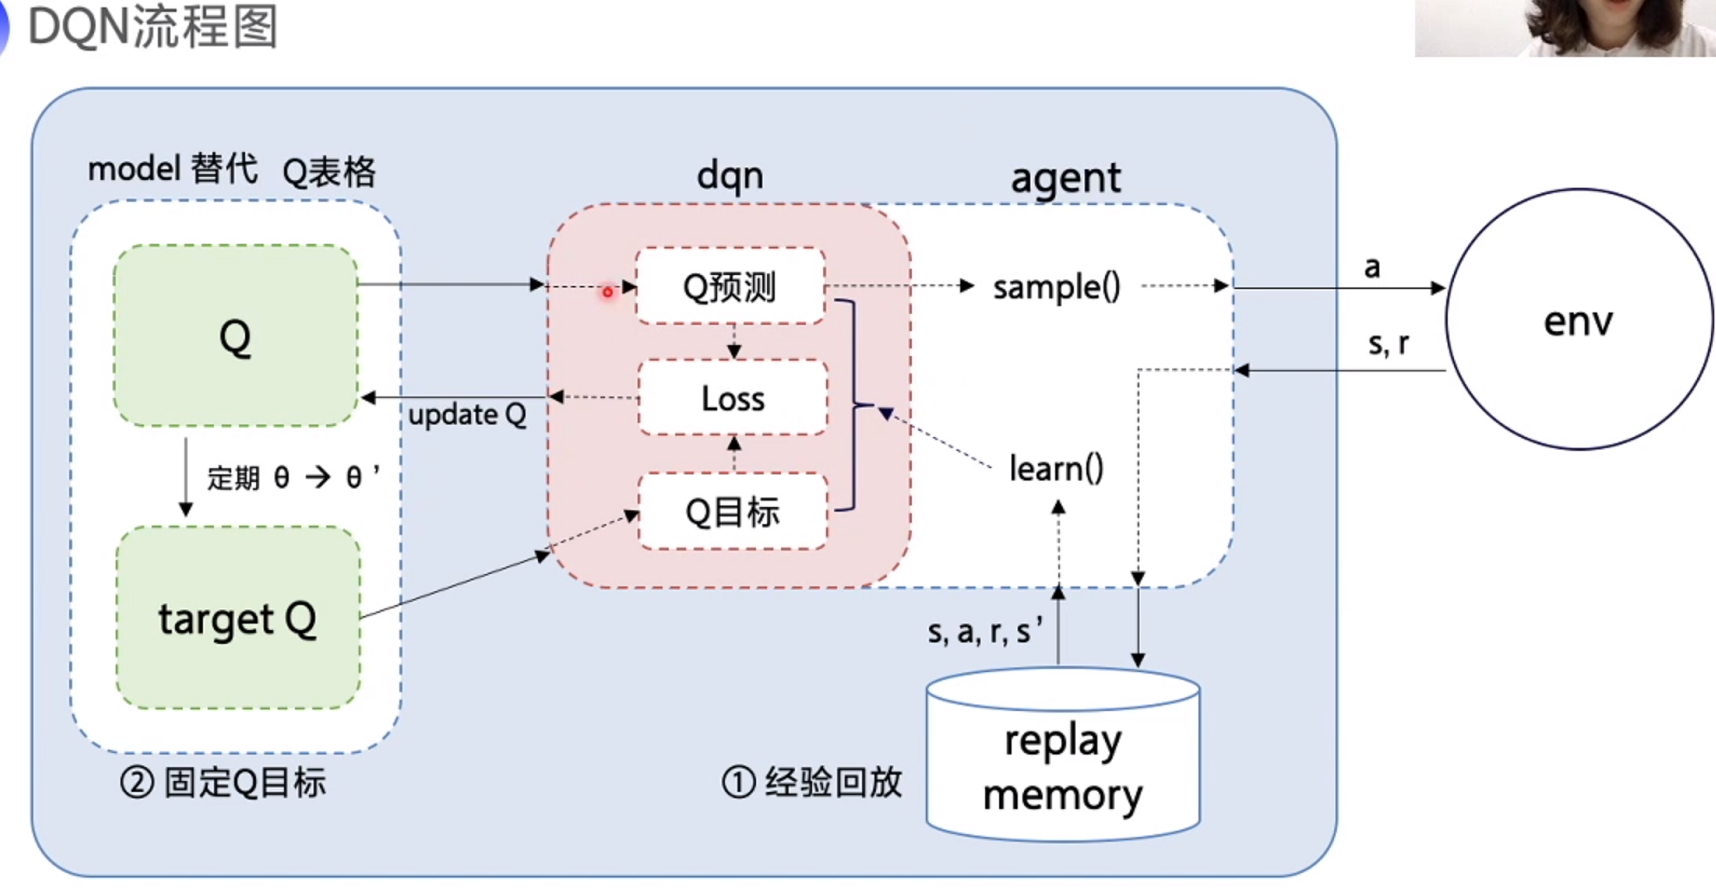 DQN流程图
model 替代 Q表格
dqn
agent
Q
Q预测
sample()
a
env
s, r
Loss
update Q
learn()
定期 θ → θ ’
Q目标
target Q
s, a, r, s ’
replay
memory
② 固定Q目标
① 经验回放